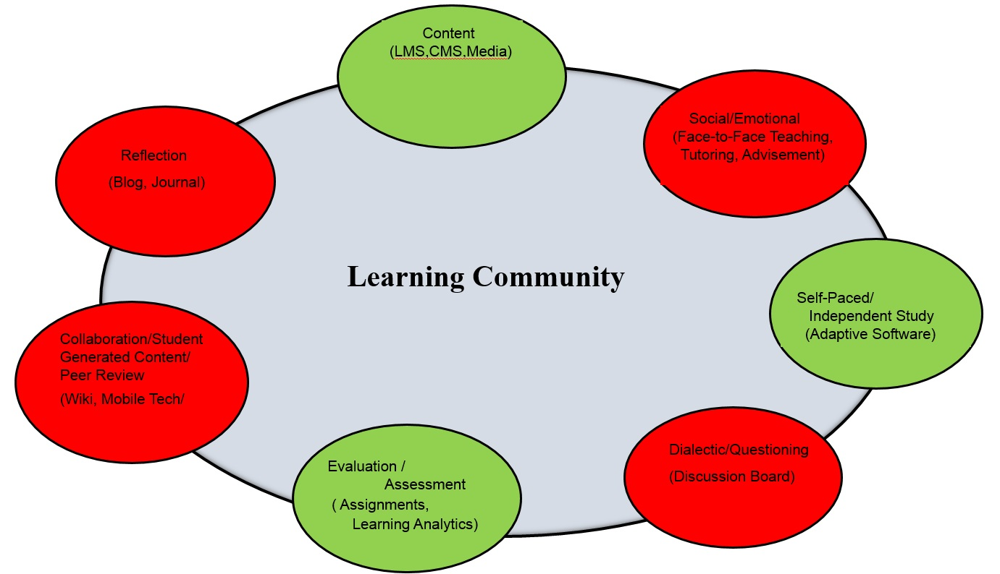 Content
(LMS,CMS,Media)
Social/Emotional
(Face-to-Face Teaching,
Tutoring, Advisement)
Reflection
(Blog, Journal)
Learning Community
Self-Paced/
Independent Study
(Adaptive Software)
Collaboration/Student
Generated Content/
Peer Review
(Wiki, Mobile Tech/
Evaluation /
Assessment
( Assignments,
Learning Analytics)
Dialectic/Questioning
(Discussion Board)